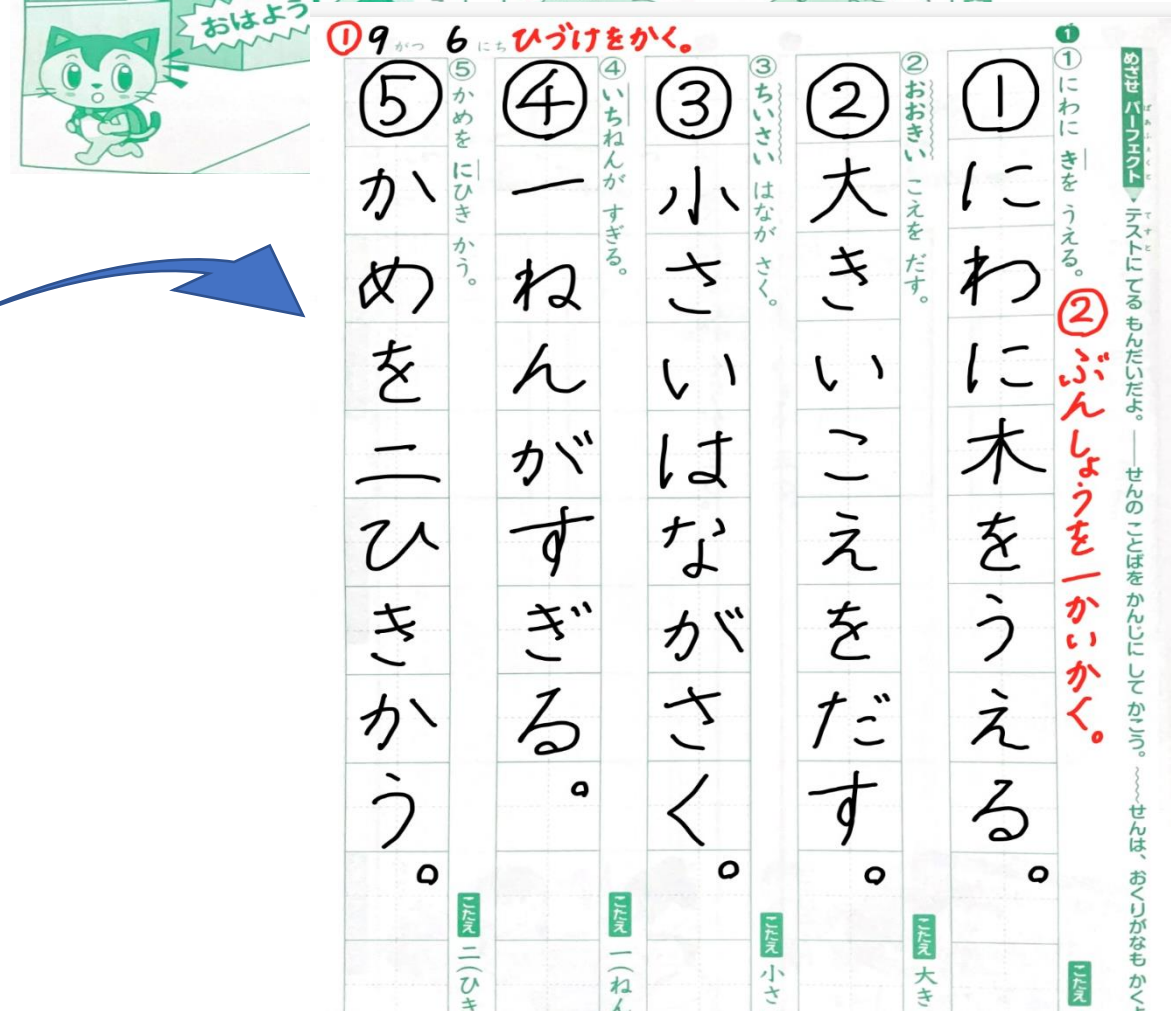 おはよう
①9がつ6にちひづけをかく。
めざせ パーフェクト テストに でる もんだいだよ。 ——せんの ことばを かんじに して かこう。 〜〜〜せんは、おくりがなも かくよ
ぱあふぇくと てすと
1
①にわに きを うえる。
こたえ
②ぶんしょうを一かいかく。
①にわに木をうえる。
②おおきい こえを だす。
こたえ 大き
②大きいこえをだす。
③ちいさい はなが さく。
こたえ 小さ
③小さいはながさく。
④いちねんが すぎる。
こたえ 一(ねん
④一ねんがすぎる。
⑤かめを にひき かう。
こたえ 二(ひき
⑤かめを二ひきかう。